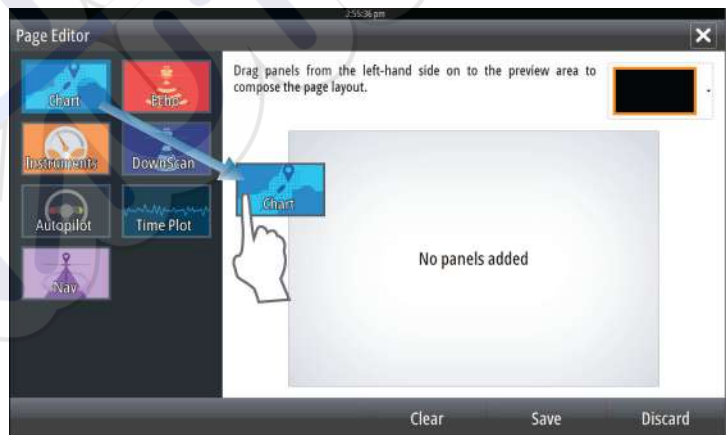 3:55:36 pm
Page Editor
Chart
Echo
Drag panels from the left-hand side on to the preview area to
compose the page layout.
Instruments
DownScan
Chart
Autopilot
Time Plot
No panels added
Nav
Clear
Save
Discard